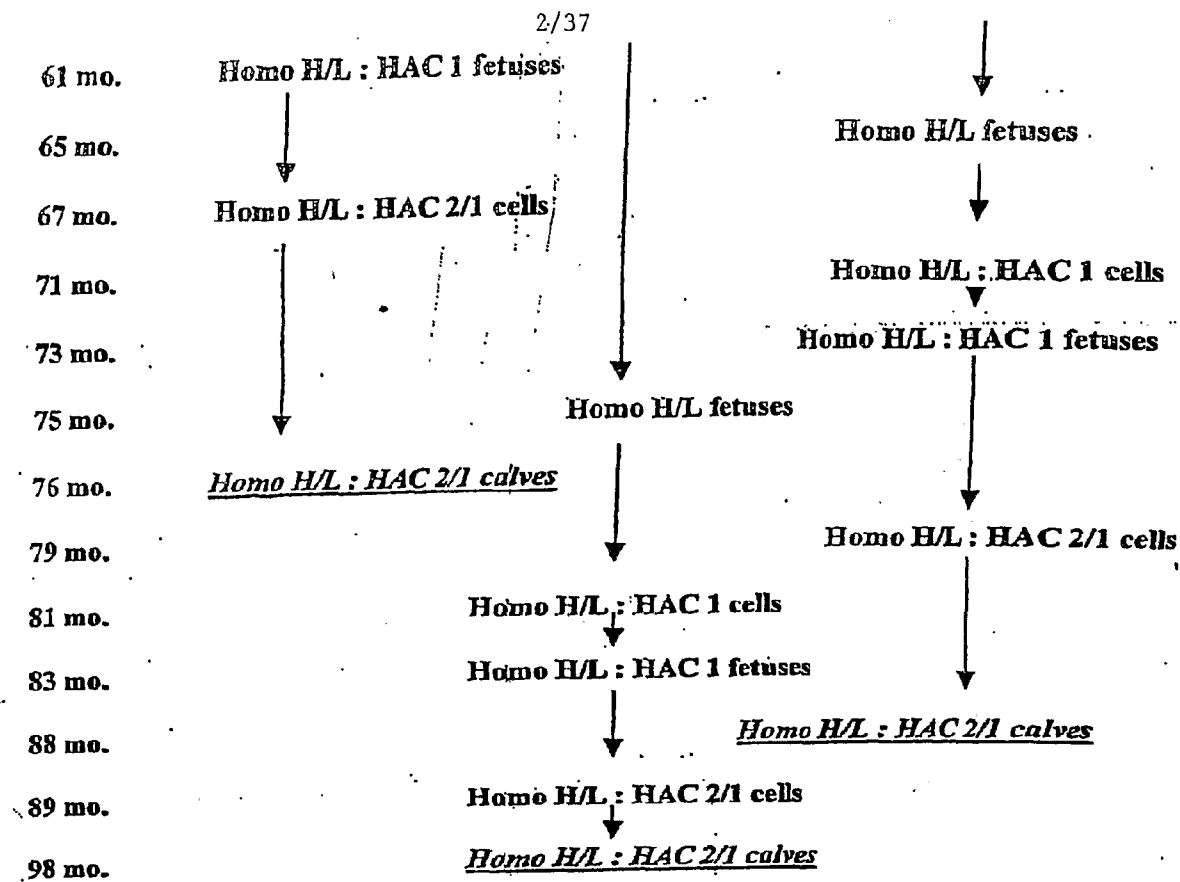 2/37
61 mo. Homo H/L : HAC 1 fetuses
65 mo. Homo H/L fetuses
67 mo. Homo H/L : HAC 2/1 cells
71 mo. Homo H/L : HAC 1 cells
73 mo. Homo H/L : HAC 1 fetuses
75 mo. Homo H/L fetuses
76 mo. Homo H/L : HAC 2/1 calves
79 mo. Homo H/L : HAC 2/1 cells
81 mo. Homo H/L : HAC 1 cells
83 mo. Homo H/L : HAC 1 fetuses
88 mo. Homo H/L : HAC 2/1 calves
89 mo. Homo H/L : HAC 2/1 cells
98 mo. Homo H/L : HAC 2/1 calves